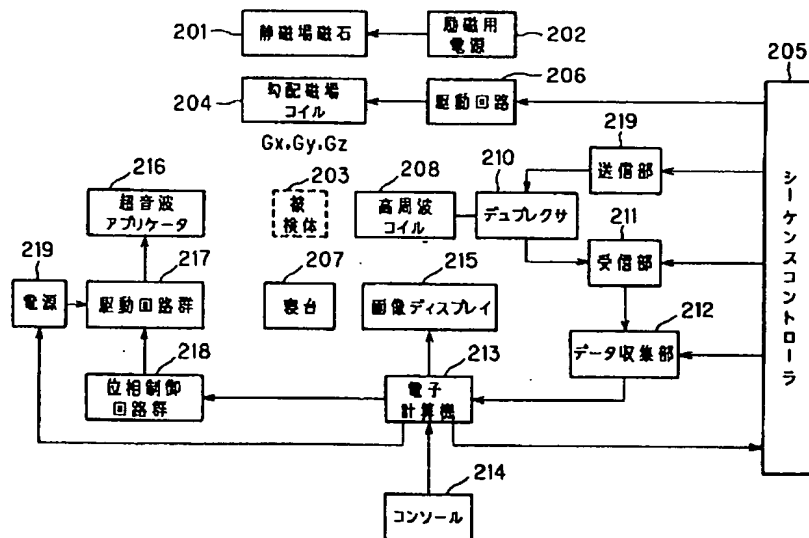 201
静磁場磁石
励磁用
電源
202
205
204
勾配磁場
コイル
206
駆動回路
Gx.Gy.Gz
216
超音波
アプリケータ
203
被
検体
208
高周波
コイル
210
デュプレクサ
219
送信部
211
受信部
シーケンスコントローラ
219
電源
217
駆動回路群
207
寝台
215
画像ディスプレイ
212
データ収集部
218
位相制御
回路群
213
電子
計算機
214
コンソール